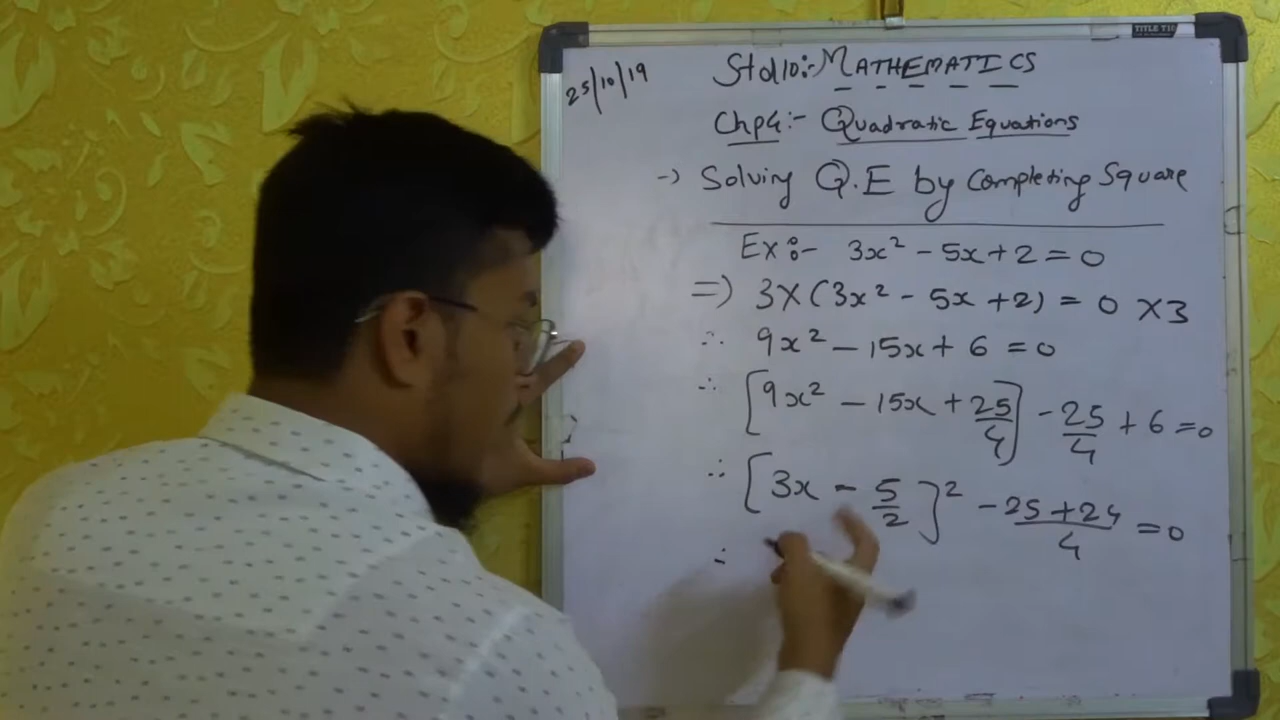 TITLE
25/10/19
Std10:- MATHEMATICS
Chp4:- Quadratic Equations
-> Solving Q.E by Completing Square
Ex:- 3x² - 5x + 2 = 0
=) 3X(3x² - 5x + 2) = 0 X3
∴ 9x² - 15x + 6 = 0
∴ [9x² - 15x + 25/4] - 25/4 + 6 = 0
∴ [3x - 5/2]² - 25 + 24 / 4 = 0
∴